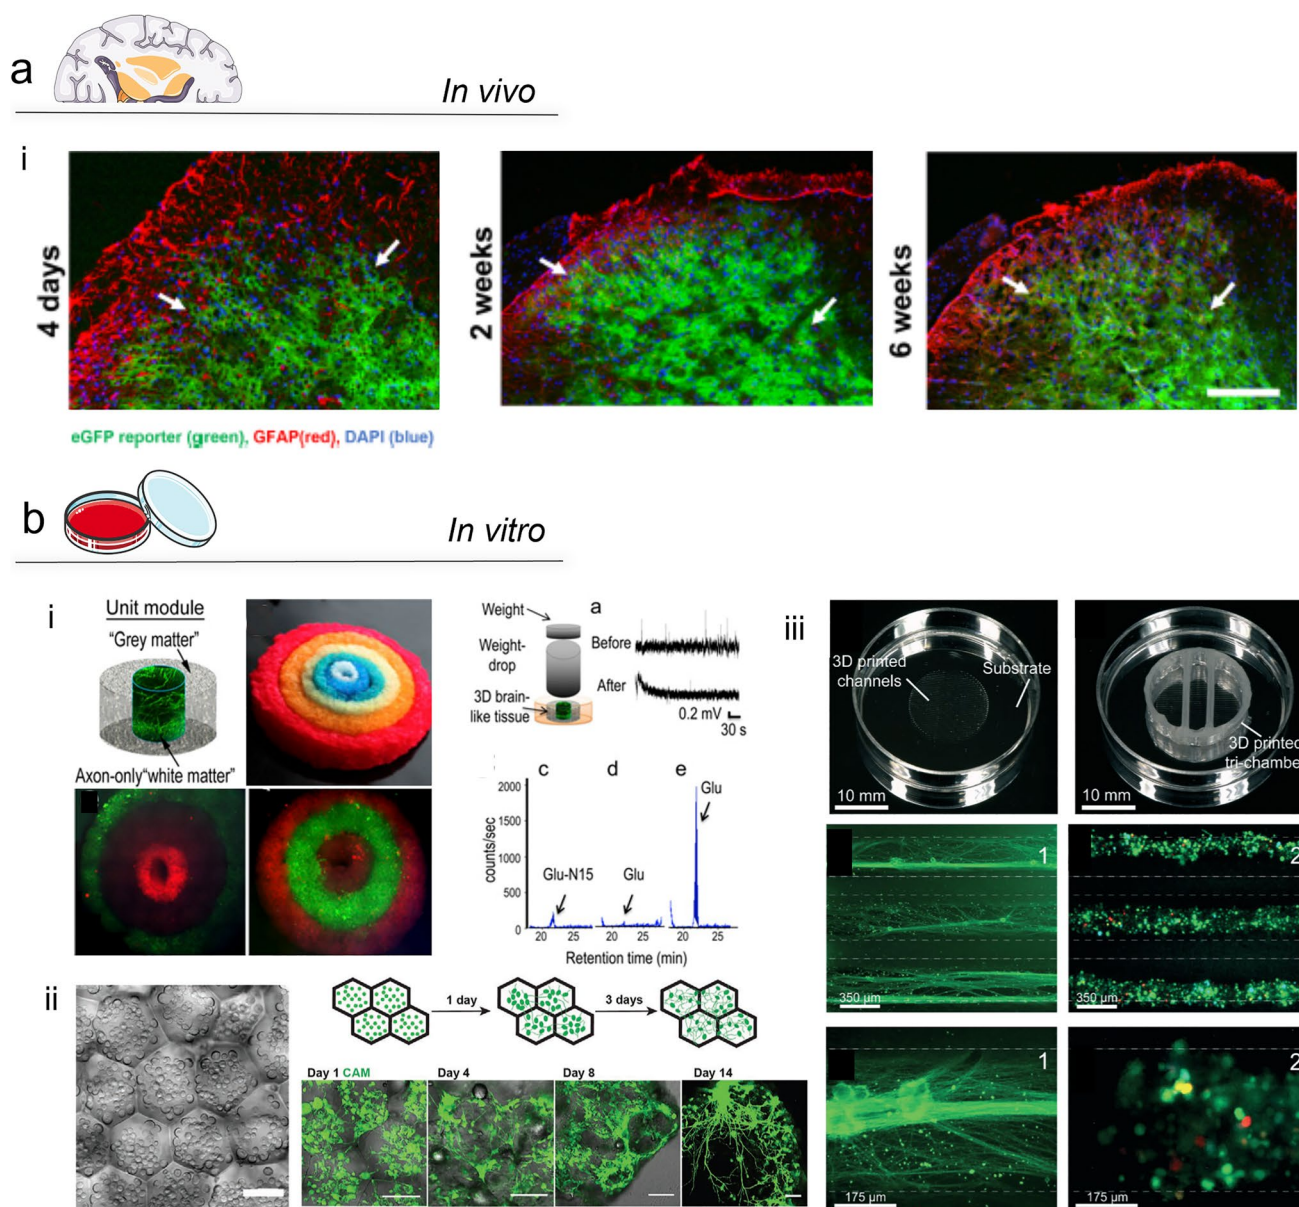 a
In vivo
i
4 days
2 weeks
6 weeks
eGFP reporter (green), GFAP(red), DAPI (blue)
b
In vitro
i
Unit module
"Grey matter"
Axon-only"white matter"
Weight
Weight-
drop
3D brain-
like tissue
a
Before
After
0.2 mV
30 s
c
d
e
2000
1500
1000
500
0
counts/sec
Glu-N15
Glu
Glu
20
25
20
25
20
25
Retention time (min)
ii
1 day
3 days
Day 1 CAM
Day 4
Day 8
Day 14
iii
3D printed
channels
Substrate
10 mm
3D printed
tri-chamber
10 mm
1
350 µm
2
350 µm
1
175 µm
2
175 µm